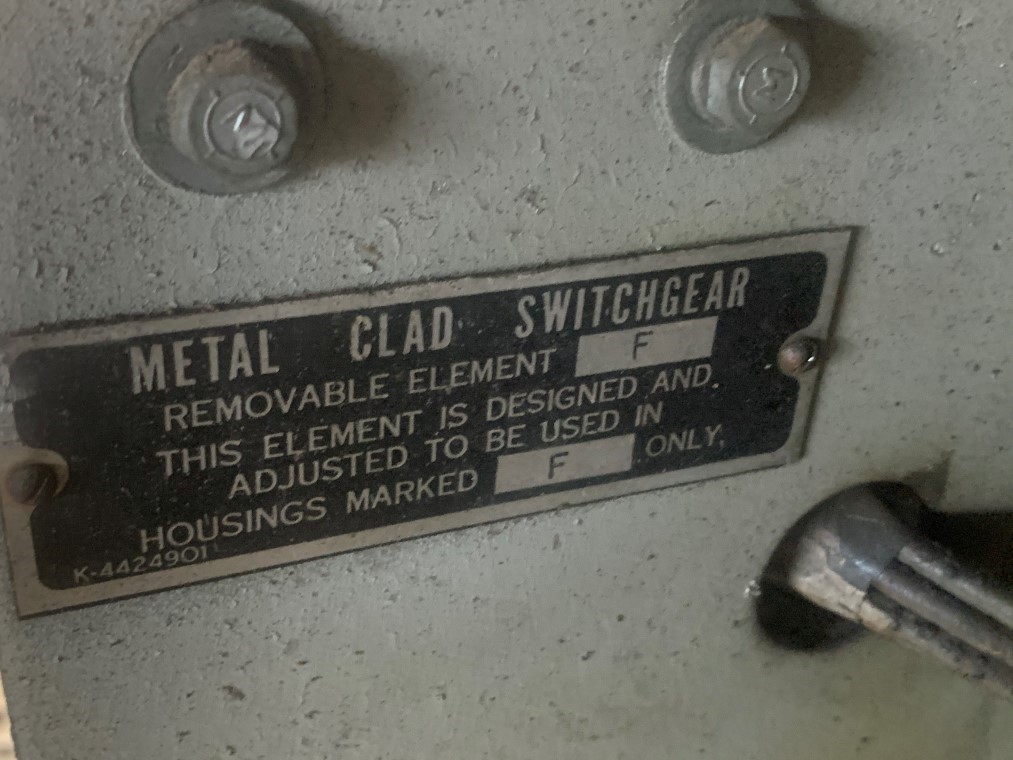 METAL CLAD SWITCHGEAR
REMOVABLE ELEMENT F
THIS ELEMENT IS DESIGNED AND
ADJUSTED TO BE USED IN
HOUSINGS MARKED F ONLY.
K-4424901